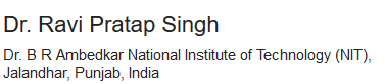 Dr. Ravi Pratap Singh
Dr. B R Ambedkar National Institute of Technology (NIT),
Jalandhar, Punjab, India